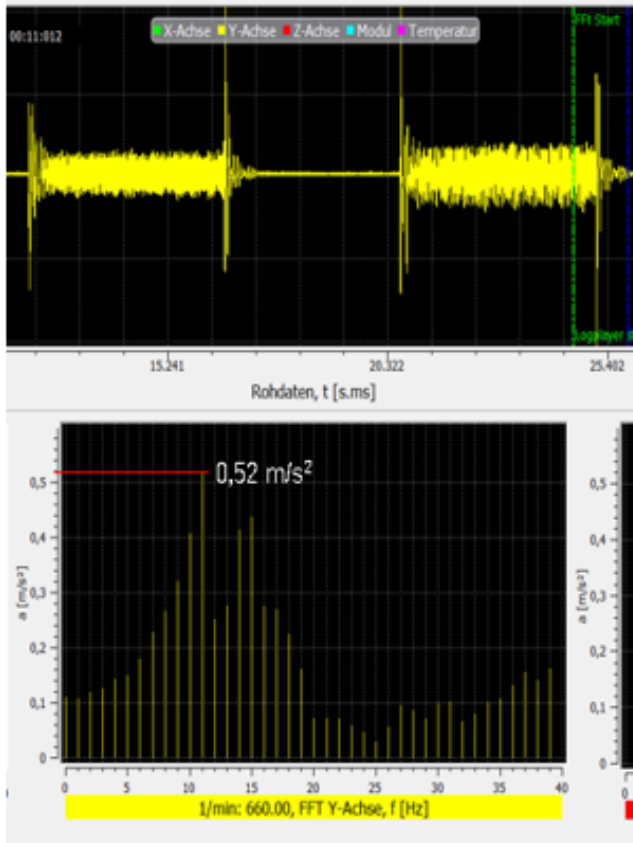 FFt Start
X-Achse Y-Achse Z-Achse Modul Temperatur
00:11:012
Logplayer
15.241 20.322 25.402
Rohdaten, t [s.ms]
0,52 m/s²
0,5
0,4
0,3
0,2
0,1
0
a [m/s²]
0 5 10 15 20 25 30 35 40
1/min: 660.00, FFT Y-Achse, f [Hz]
0,5
0,4
0,3
0,2
0,1
0
a [m/s²]
0